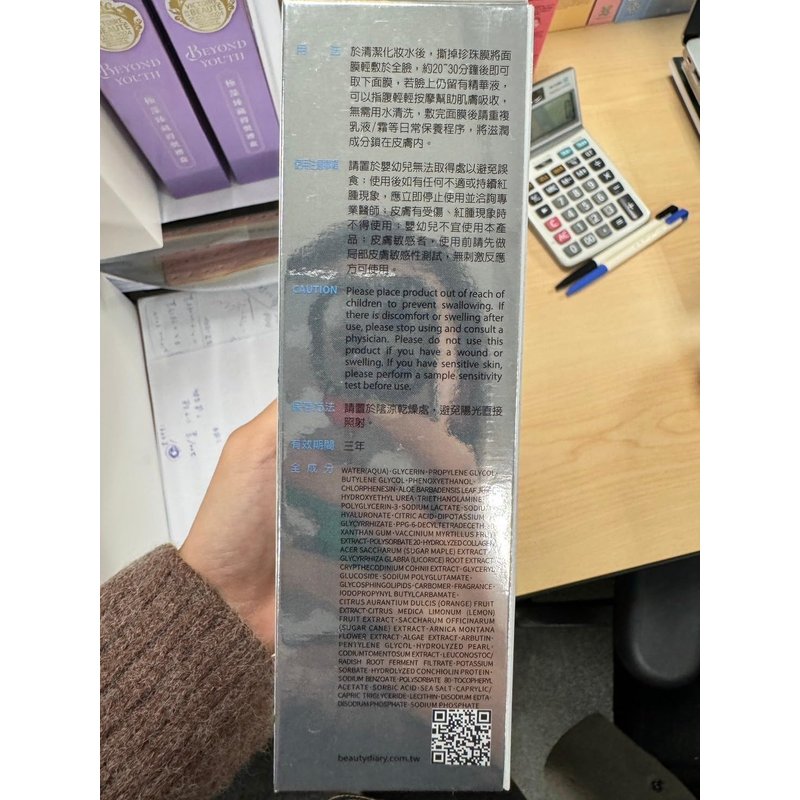 BEYOND
YOUTH
BEYOND
YOUTH
於清潔化妝水後，撕掉珍珠膜將面
膜輕敷於全臉，約20~30分鐘後即可
取下面膜，若臉上仍留有精華液，
可以指腹輕輕按摩幫助肌膚吸收，
無需用水清洗，敷完面膜後請重複
乳液/霜等日常保養程序，將滋潤
成分鎖在皮膚內。
請置於嬰幼兒無法取得處以避免誤
食；使用後如有任何不適或持續紅
腫現象，應立即停止使用並洽詢專
業醫師；皮膚有受傷、紅腫現象時
不得使用；嬰幼兒不宜使用本產
品；皮膚敏感者，使用前請先做
局部皮膚敏感性測試，無刺激反應
方可使用。
CAUTION Please place product out of reach of
children to prevent swallowing. If
there is discomfort or swelling after
use, please stop using and consult a
physician. Please do not use this
product if you have a wound or
swelling. If you have sensitive skin,
please perform a sample sensitivity
test before use.
保存方法 請置於陰涼乾燥處，避免陽光直接
照射。
有效期間 三年
全成分 WATER(AQUA)·GLYCERIN·PROPYLENE GLYCOL·
BUTYLENE GLYCOL·PHENOXYETHANOL·
CHLORPHENESIN·ALOE BARBADENSIS LEAF
HYDROXYETHYL UREA·TRIETHANOLAMINE
POLYGLYCERIN-3·SODIUM LACTATE·SODIUM
HYALURONATE·CITRIC ACID·DIPOTASSIUM
GLYCYRRHIZATE·PPG-6-DECYLTETRADECETH-
XANTHAN GUM·VACCINIUM MYRTILLUS FRUIT
EXTRACT·POLYSORBATE 20·HYDROLYZED COLLAGEN
ACER SACCHARUM (SUGAR MAPLE) EXTRACT
GLYCYRRHIZA GLABRA (LICORICE) ROOT EXTRACT
CRYPTHECODINIUM COHNII EXTRACT·GLYCERYL
GLUCOSIDE·SODIUM POLYGLUTAMATE·
GLYCOSPHINGOLIPIDS·CARBOMER·FRAGRANCE·
IODOPROPYNYL BUTYLCARBAMATE·
CITRUS AURANTIUM DULCIS (ORANGE) FRUIT
EXTRACT·CITRUS MEDICA LIMONUM (LEMON)
FRUIT EXTRACT·SACCHARUM OFFICINARUM
(SUGAR CANE) EXTRACT·ARNICA MONTANA
FLOWER EXTRACT·ALGAE EXTRACT·ARBUTIN·
PENTYLENE GLYCOL·HYDROLYZED PEARL·
CODIUMTOMENTOSUM EXTRACT·LEUCONOSTOC/
RADISH ROOT FERMENT FILTRATE·POTASSIUM
SORBATE·HYDROLYZED CONCHIOLIN PROTEIN·
SODIUM BENZOATE·POLYSORBATE 80·TOCOPHERYL
ACETATE·SORBIC ACID·SEA SALT·CAPRYLIC/
CAPRIC TRIGLYCERIDE·LECITHIN·DISODIUM EDTA·
DISODIUM PHOSPHATE·SODIUM PHOSPHATE
beautydiary.com.tw